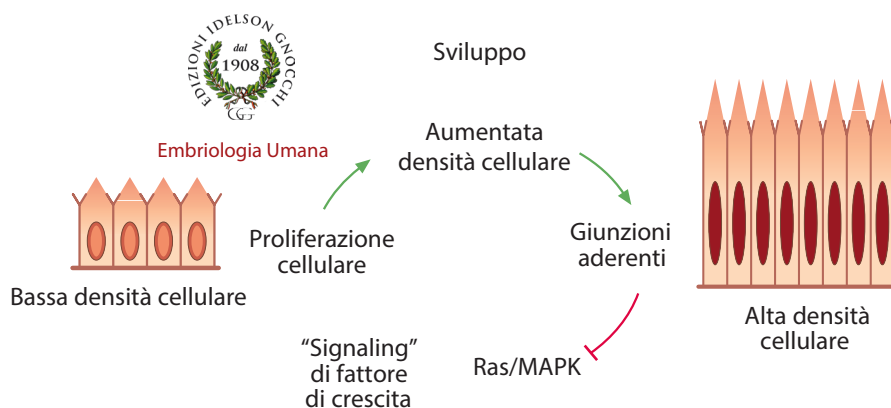 EDIZIONI IDELSON GNOCCHI
dal
1908
CGG
Embriologia Umana
Sviluppo
Aumentata
densità cellulare
Proliferazione
cellulare
Giunzioni
aderenti
Bassa densità cellulare
Alta densità
cellulare
"Signaling"
di fattore
di crescita
Ras/MAPK